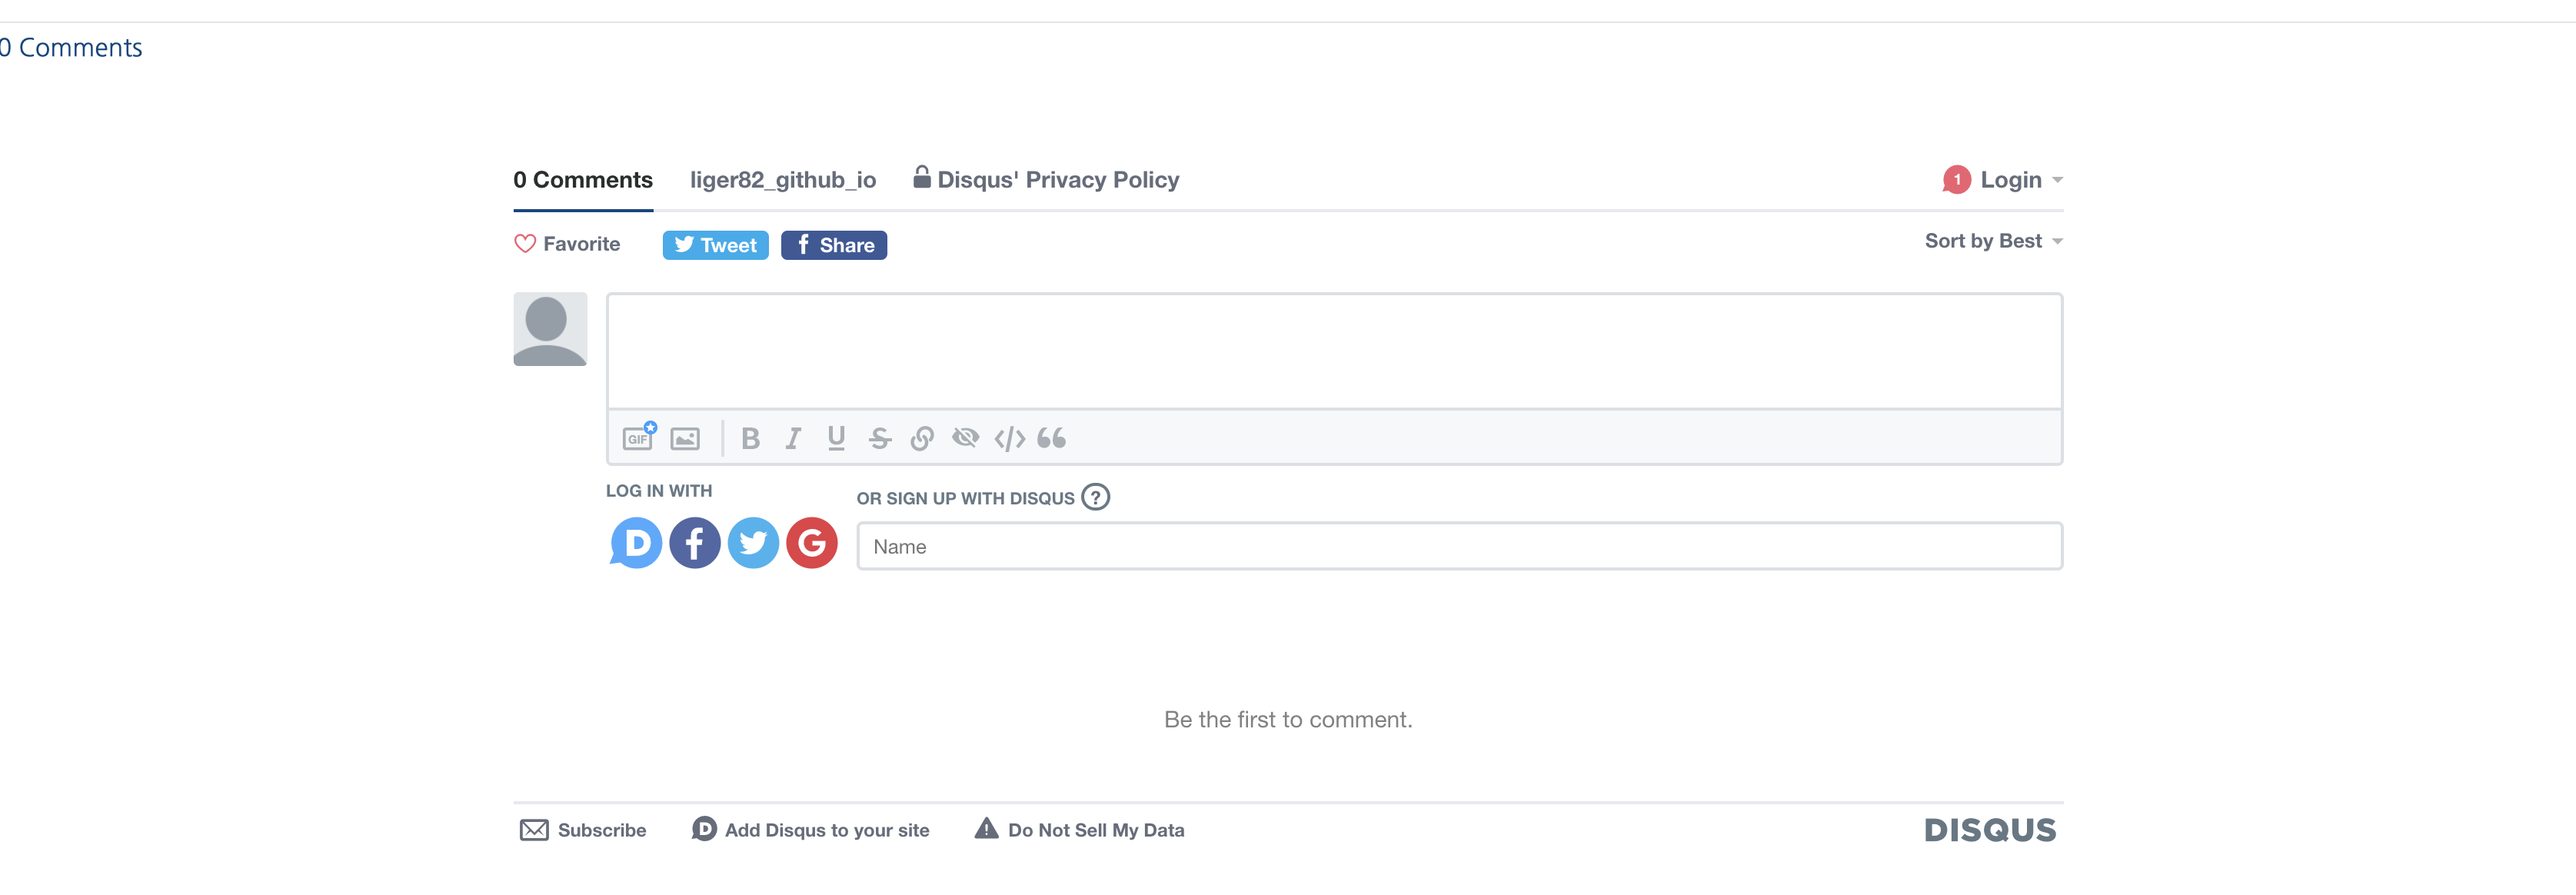 0 Comments
0 Comments liger82_github_io Disqus' Privacy Policy 1 Login
Favorite Tweet f Share Sort by Best
GIF B I U S </>
LOG IN WITH OR SIGN UP WITH DISQUS ?
D f G Name
Be the first to comment.
Subscribe D Add Disqus to your site Do Not Sell My Data DISQUS